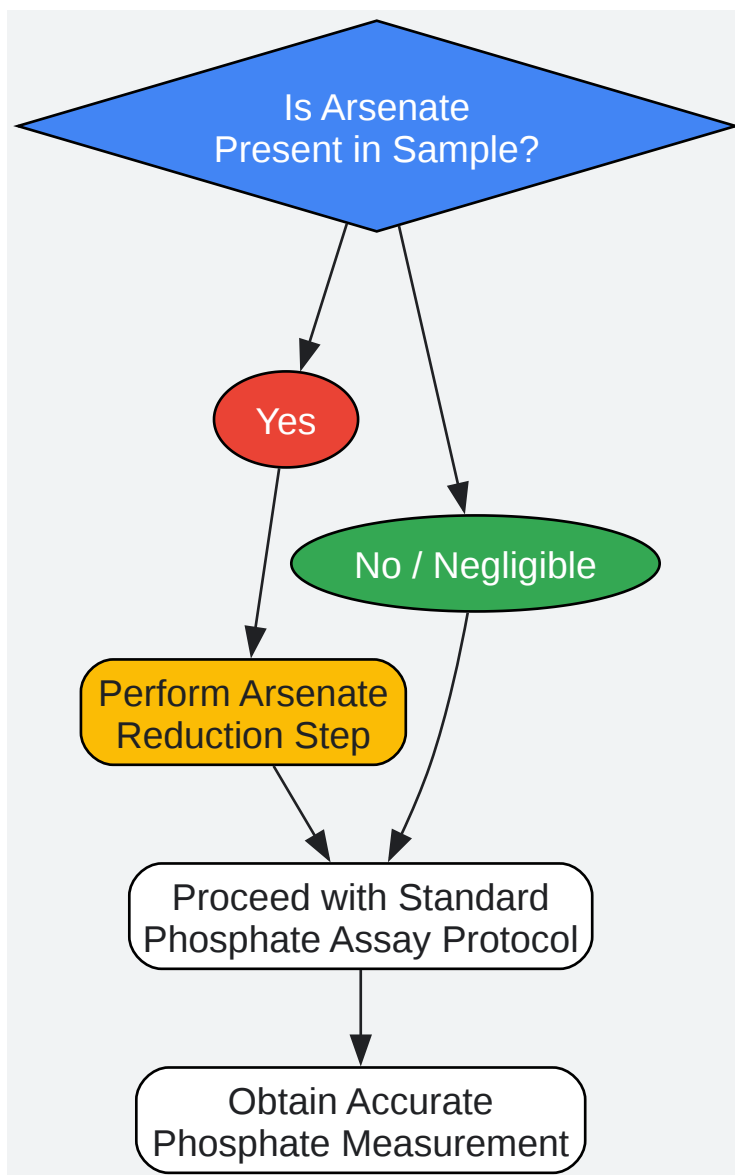 Is Arsenate
Present in Sample?
Yes
No / Negligible
Perform Arsenate
Reduction Step
Proceed with Standard
Phosphate Assay Protocol
Obtain Accurate
Phosphate Measurement